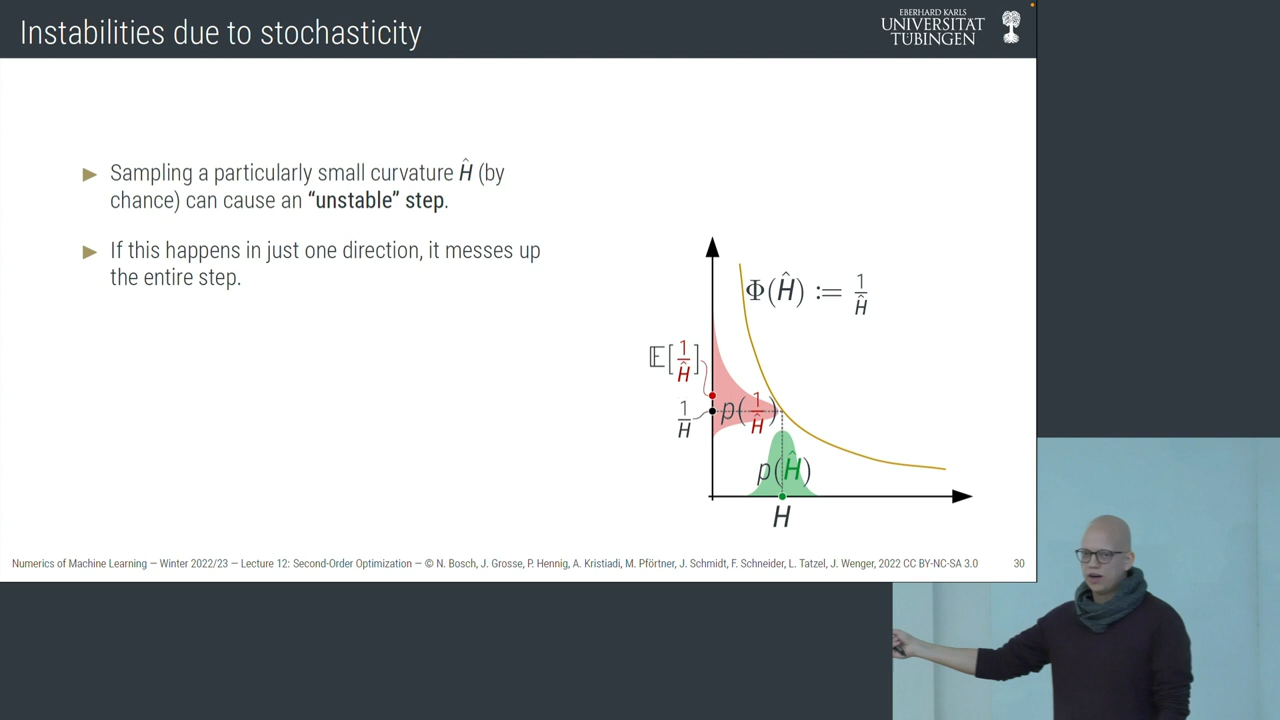 Instabilities due to stochasticity
EBERHARD KARLS
UNIVERSITÄT
TÜBINGEN
► Sampling a particularly small curvature Ĥ (by
chance) can cause an “unstable” step.
► If this happens in just one direction, it messes up
the entire step.
Φ(Ĥ) := 1/Ĥ
𝔼[1/Ĥ]
1/H
p(1/Ĥ)
p(Ĥ)
H
Numerics of Machine Learning — Winter 2022/23 — Lecture 12: Second-Order Optimization — © N. Bosch, J. Grosse, P. Hennig, A. Kristiadi, M. Pförtner, J. Schmidt, F. Schneider, L. Tatzel, J. Wenger, 2022 CC BY-NC-SA 3.0
30